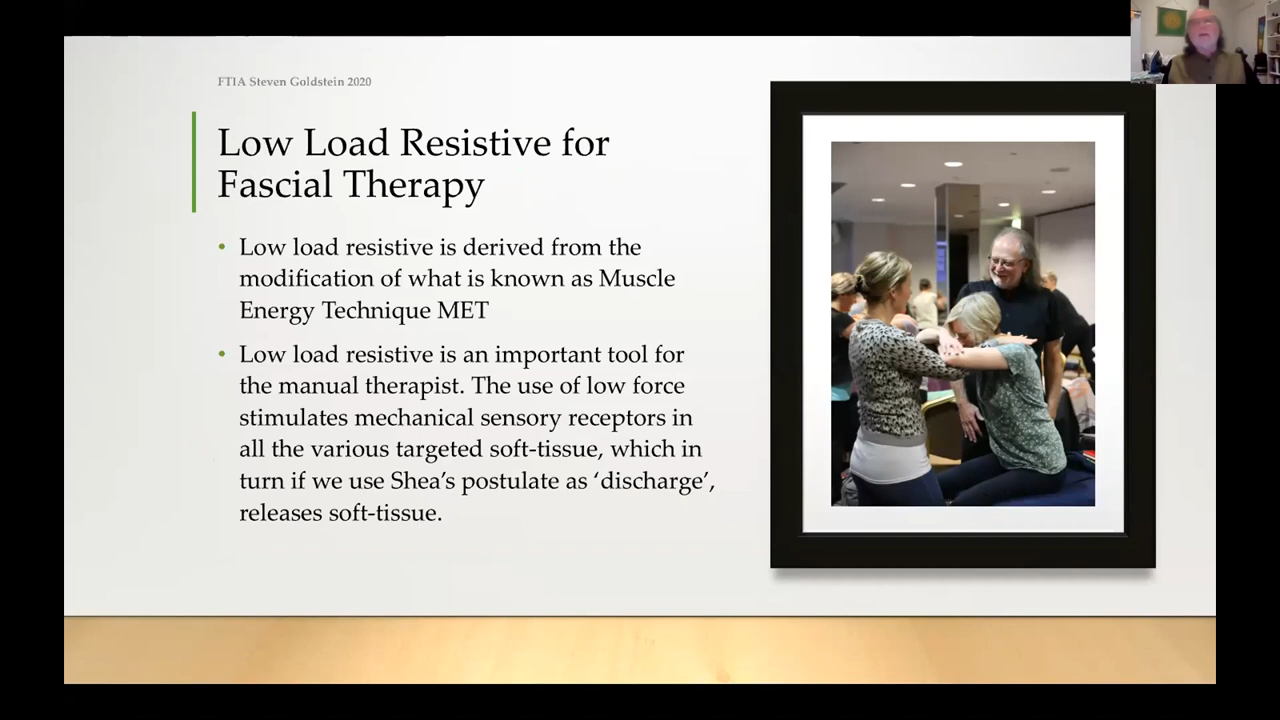 FTIA Steven Goldstein 2020
Low Load Resistive for
Fascial Therapy
• Low load resistive is derived from the
modification of what is known as Muscle
Energy Technique MET
• Low load resistive is an important tool for
the manual therapist. The use of low force
stimulates mechanical sensory receptors in
all the various targeted soft-tissue, which in
turn if we use Shea’s postulate as ‘discharge’,
releases soft-tissue.